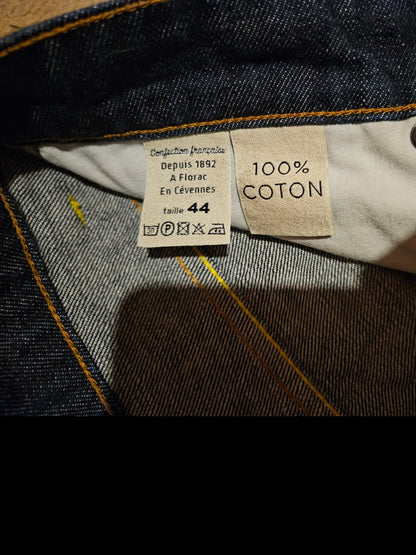 Confection française
Depuis 1892
A Florac
En Cévennes
taille 44
100%
COTON